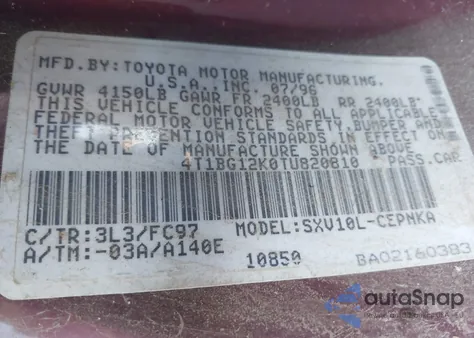 MFD.BY:TOYOTA MOTOR MANUFACTURING,
U.S.A.,INC. 07/96
GVWR 4150LB GAWR FR 2400LB RR 2400LB
THIS VEHICLE CONFORMS TO ALL APPLICABLE
FEDERAL MOTOR VEHICLE SAFETY,BUMPER AND
THEFT PREVENTION STANDARDS IN EFFECT ON
THE DATE OF MANUFACTURE SHOWN ABOVE
4T1BG12K0TU820810 PASS.CAR
C/TR:3L3/FC97 MODEL:SXV10L-CEPNKA
A/TM:-03A/A140E 10850 BA02160383
autoSnap